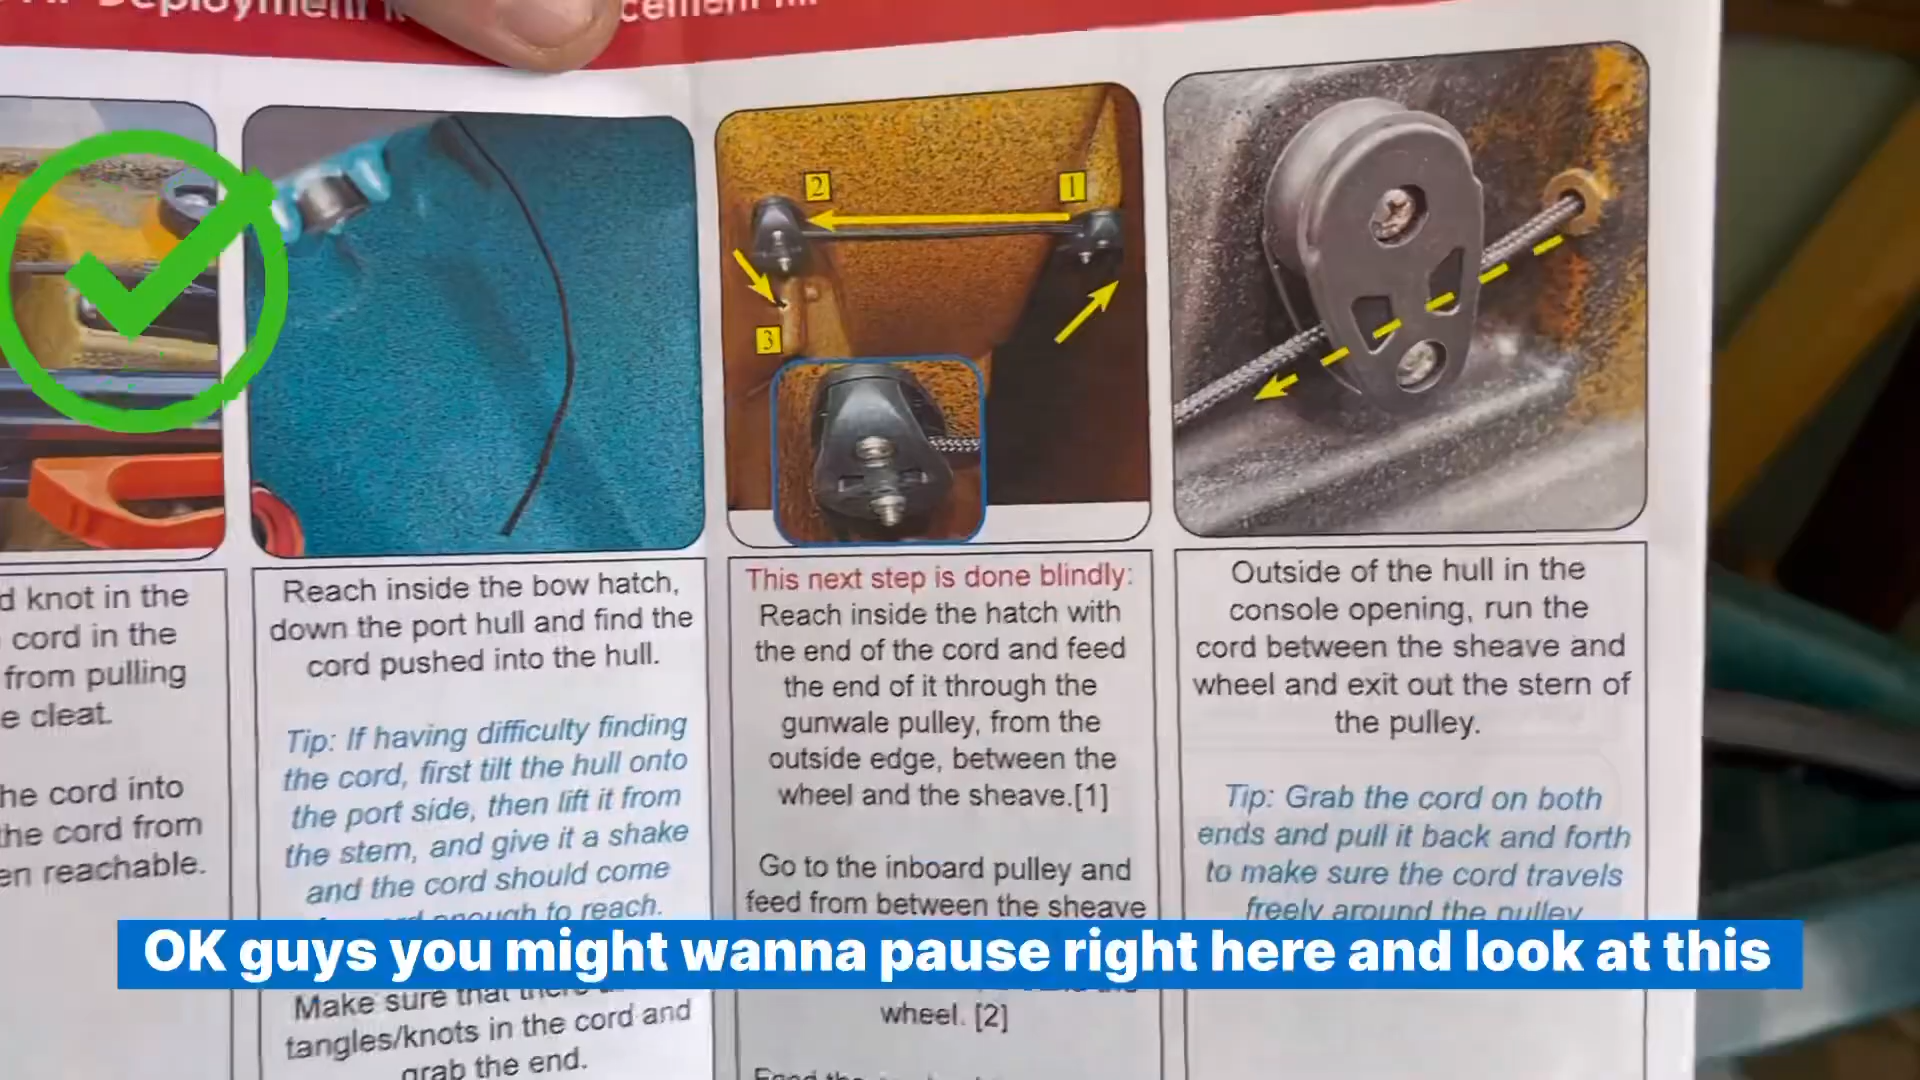 Deployment
d knot in the
cord in the
from pulling
e cleat.
he cord into
the cord from
en reachable.
Reach inside the bow hatch,
down the port hull and find the
cord pushed into the hull.
Tip: If having difficulty finding
the cord, first tilt the hull onto
the port side, then lift it from
the stem, and give it a shake
and the cord should come
enough to reach.
Make sure that
tangles/knots in the cord and
grab the end.
2
1
3
This next step is done blindly:
Reach inside the hatch with
the end of the cord and feed
the end of it through the
gunwale pulley, from the
outside edge, between the
wheel and the sheave.[1]
Go to the inboard pulley and
feed from between the sheave
wheel. [2]
Outside of the hull in the
console opening, run the
cord between the sheave and
wheel and exit out the stern of
the pulley.
Tip: Grab the cord on both
ends and pull it back and forth
to make sure the cord travels
freely around the pulley
OK guys you might wanna pause right here and look at this